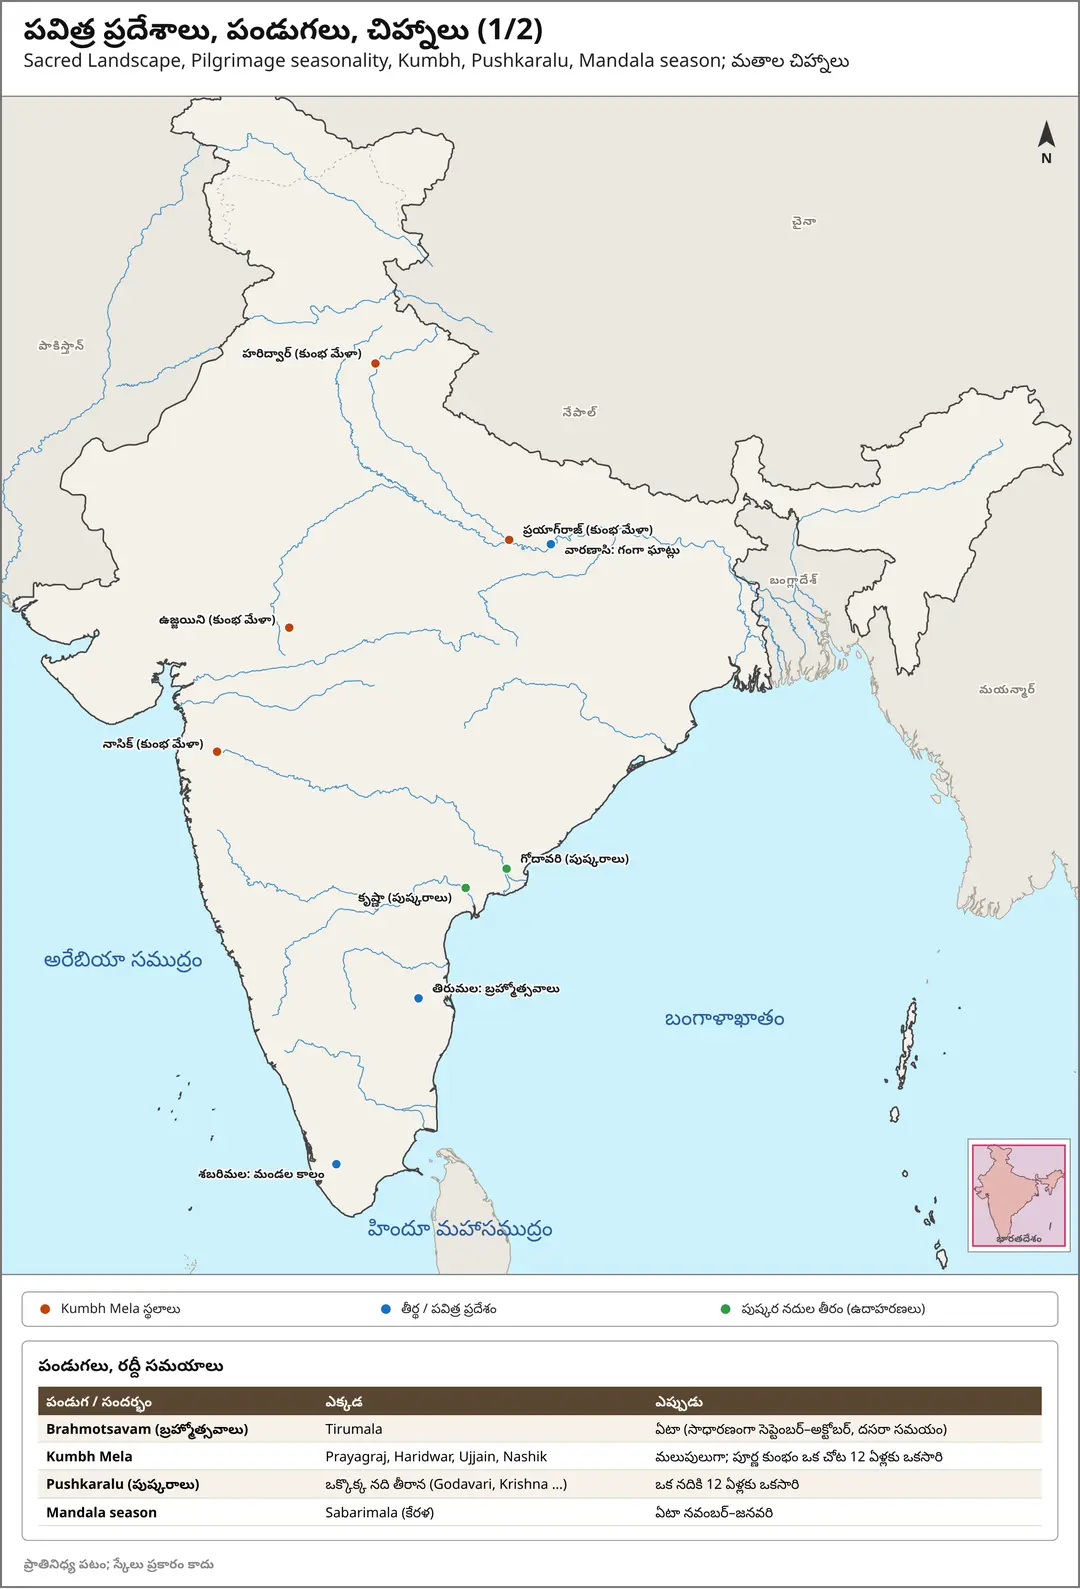 పవిత్ర ప్రదేశాలు, పండుగలు, చిహ్నాలు (1/2)
Sacred Landscape, Pilgrimage seasonality, Kumbh, Pushkaralu, Mandala season; మతాల చిహ్నాలు
N
చైనా
పాకిస్తాన్
హరిద్వార్ (కుంభ మేళా)
నేపాల్
ప్రయాగ్‌రాజ్ (కుంభ మేళా)
వారణాసి: గంగా ఘాట్లు
బంగ్లాదేశ్
ఉజ్జయిని (కుంభ మేళా)
మయన్మార్
నాసిక్ (కుంభ మేళా)
గోదావరి (పుష్కరాలు)
కృష్ణా (పుష్కరాలు)
అరేబియా సముద్రం
తిరుమల: బ్రహ్మోత్సవాలు
బంగాళాఖాతం
శబరిమల: మండల కాలం
హిందూ మహాసముద్రం
భారతదేశం
Kumbh Mela స్థలాలు
తీర్థ / పవిత్ర ప్రదేశం
పుష్కర నదుల తీరం (ఉదాహరణలు)
పండుగలు, రద్దీ సమయాలు
పండుగ / సందర్భం ఎక్కడ ఎప్పుడు
Brahmotsavam (బ్రహ్మోత్సవాలు) Tirumala ఏటా (సాధారణంగా సెప్టెంబర్–అక్టోబర్, దసరా సమయం)
Kumbh Mela Prayagraj, Haridwar, Ujjain, Nashik మలుపులుగా; పూర్ణ కుంభం ఒక చోట 12 ఏళ్లకు ఒకసారి
Pushkaralu (పుష్కరాలు) ఒక్కొక్క నది తీరాన (Godavari, Krishna ...) ఒక నదికి 12 ఏళ్లకు ఒకసారి
Mandala season Sabarimala (కేరళ) ఏటా నవంబర్–జనవరి
ప్రాతినిధ్య పటం; స్కేలు ప్రకారం కాదు